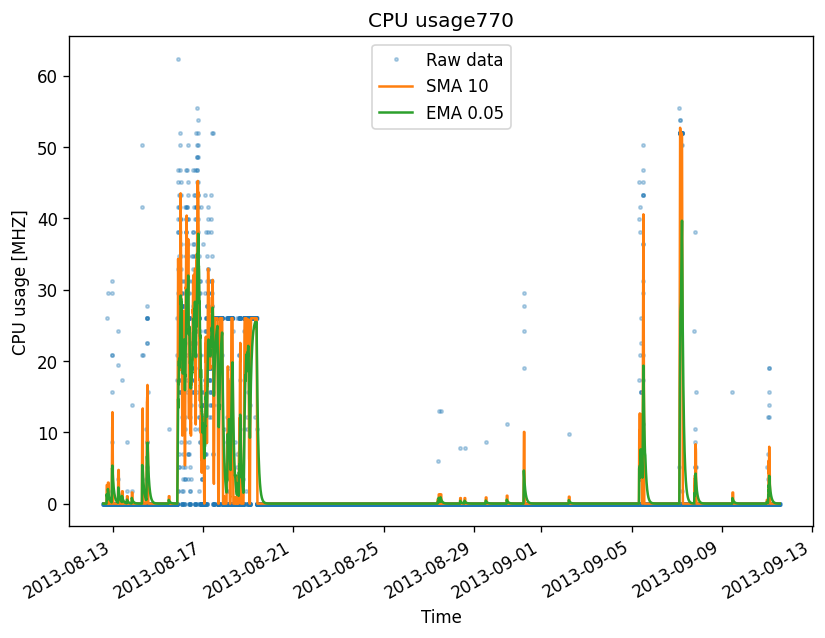 CPU usage770
Raw data
SMA 10
EMA 0.05
CPU usage [MHZ]
60
50
40
30
20
10
0
2013-08-13
2013-08-17
2013-08-21
2013-08-25
2013-08-29
2013-09-01
2013-09-05
2013-09-09
2013-09-13
Time